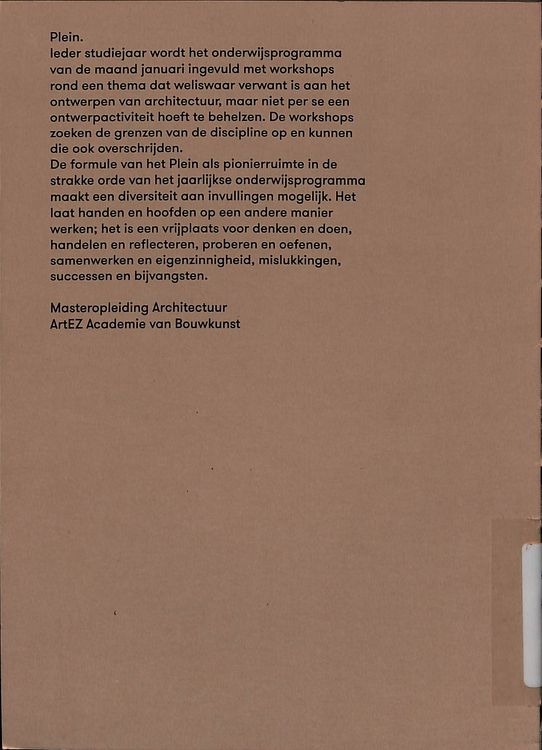 Plein.
Ieder studiejaar wordt het onderwijsprogramma
van de maand januari ingevuld met workshops
rond een thema dat weliswaar verwant is aan het
ontwerpen van architectuur, maar niet per se een
ontwerpactiviteit hoeft te behelzen. De workshops
zoeken de grenzen van de discipline op en kunnen
die ook overschrijden.
De formule van het Plein als pionierruimte in de
strakke orde van het jaarlijkse onderwijsprogramma
maakt een diversiteit aan invullingen mogelijk. Het
laat handen en hoofden op een andere manier
werken; het is een vrijplaats voor denken en doen,
handelen en reflecteren, proberen en oefenen,
samenwerken en eigenzinnigheid, mislukkingen,
successen en bijvangsten.
Masteropleiding Architectuur
ArtEZ Academie van Bouwkunst